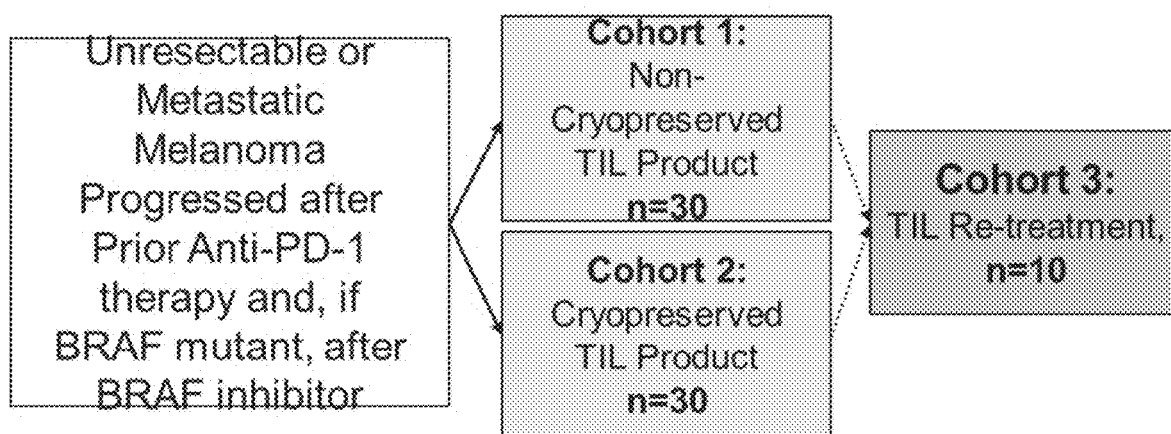 Unresectable or
Metastatic
Melanoma
Progressed after
Prior Anti-PD-1
therapy and, if
BRAF mutant, after
BRAF inhibitor
Cohort 1:
Non-
Cryopreserved
TIL Product
n=30
Cohort 2:
Cryopreserved
TIL Product
n=30
Cohort 3:
TIL Re-treatment,
n=10